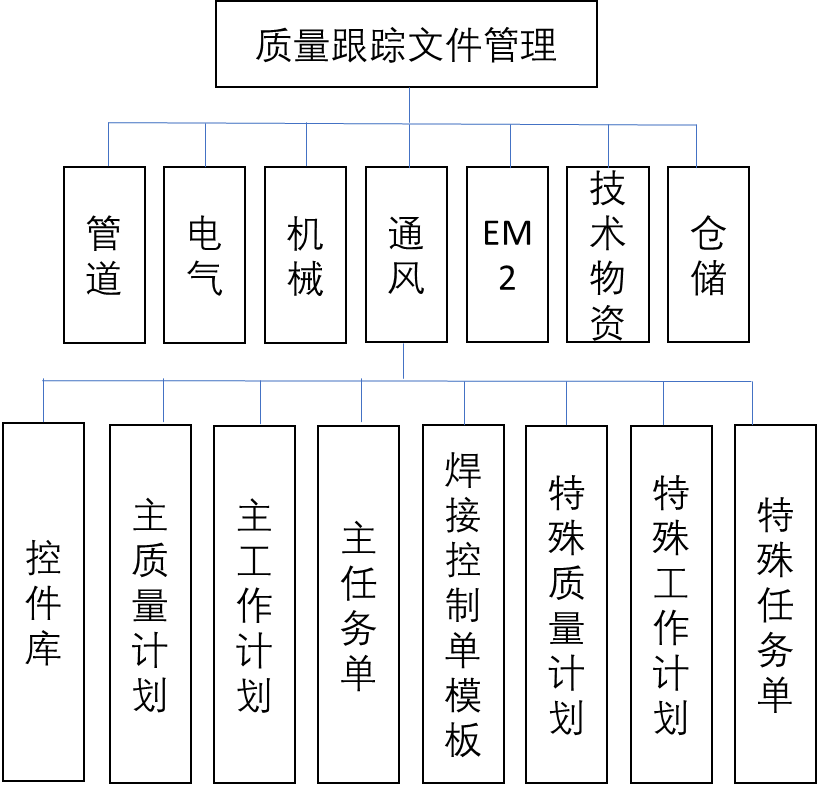 质量跟踪文件管理
管道
电气
机械
通风
EM
2
技术物资
仓储
控件库
主质量计划
主工作计划
主任务单
焊接控制单模板
特殊质量计划
特殊工作计划
特殊任务单